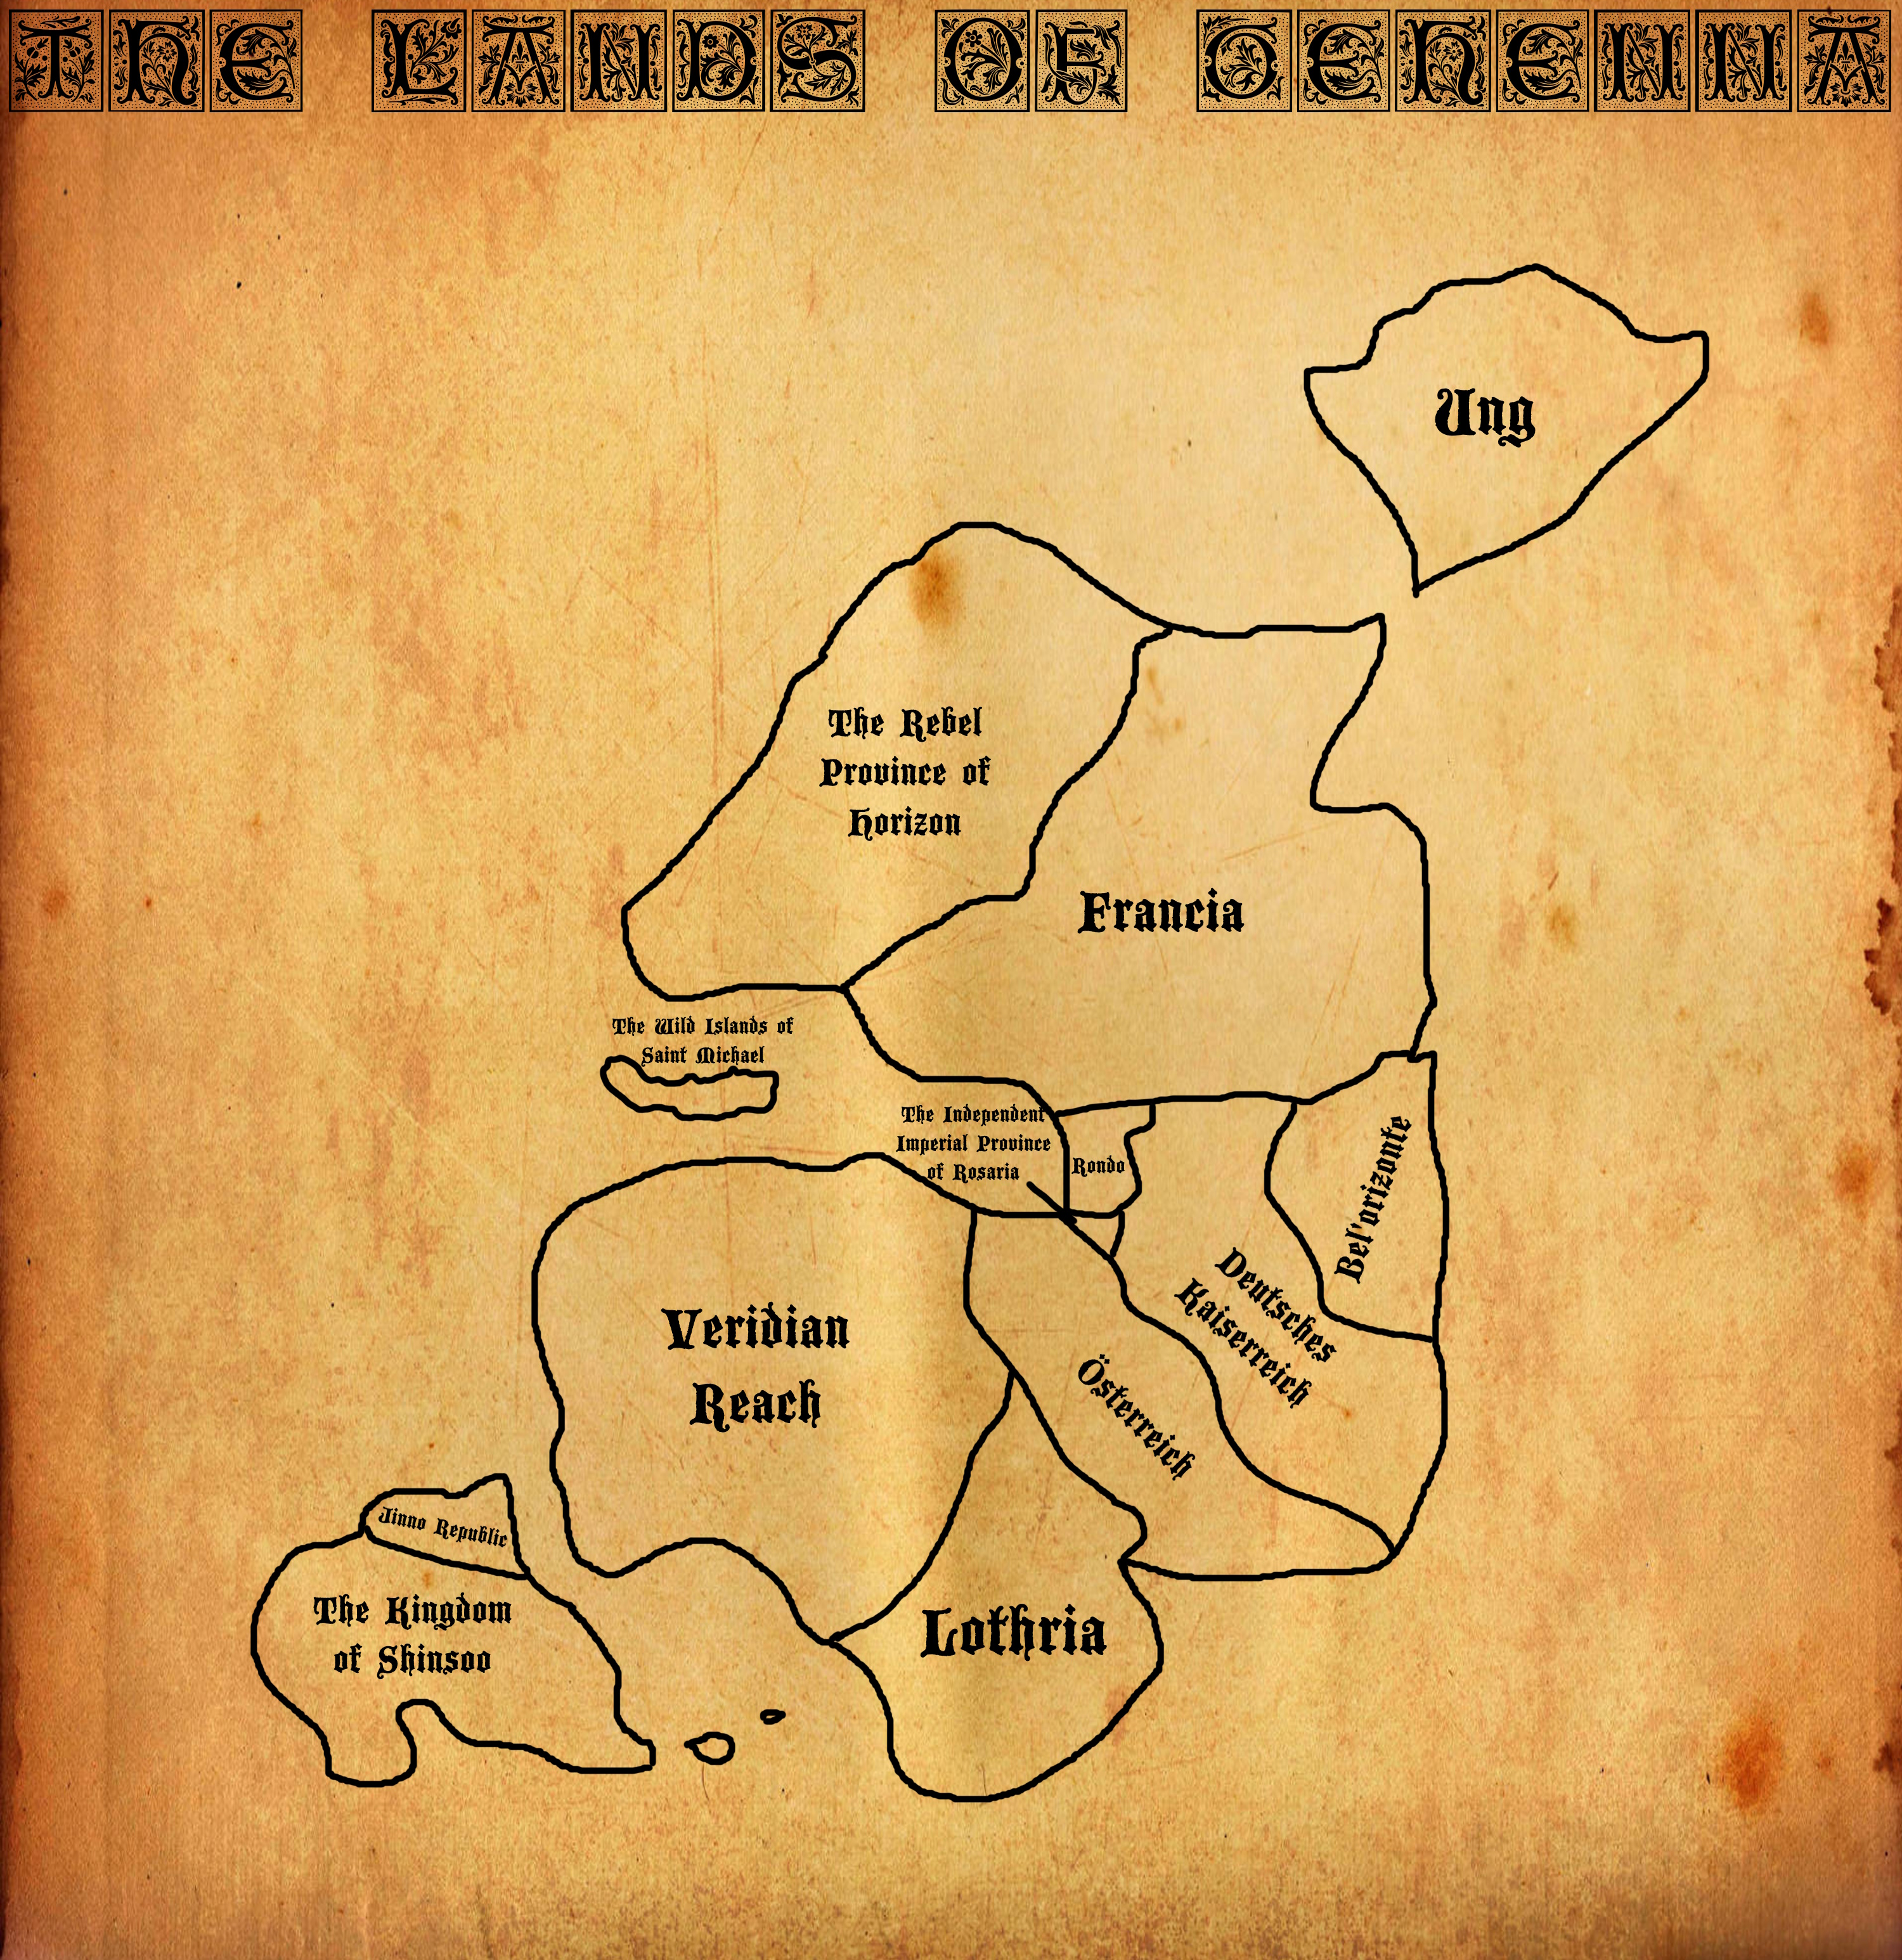 THE LANDS OF GEHENNA
Ung
The Rebel
Province of
Horizon
Francia
The Wild Islands of
Saint Michael
The Independent
Imperial Province
of Rosaria
Rondo
Bel'orizonte
Deutsches
Kaiserreich
Veridian
Reach
Österreich
Jinno Republic
The Kingdom
of Shinsoo
Lothria